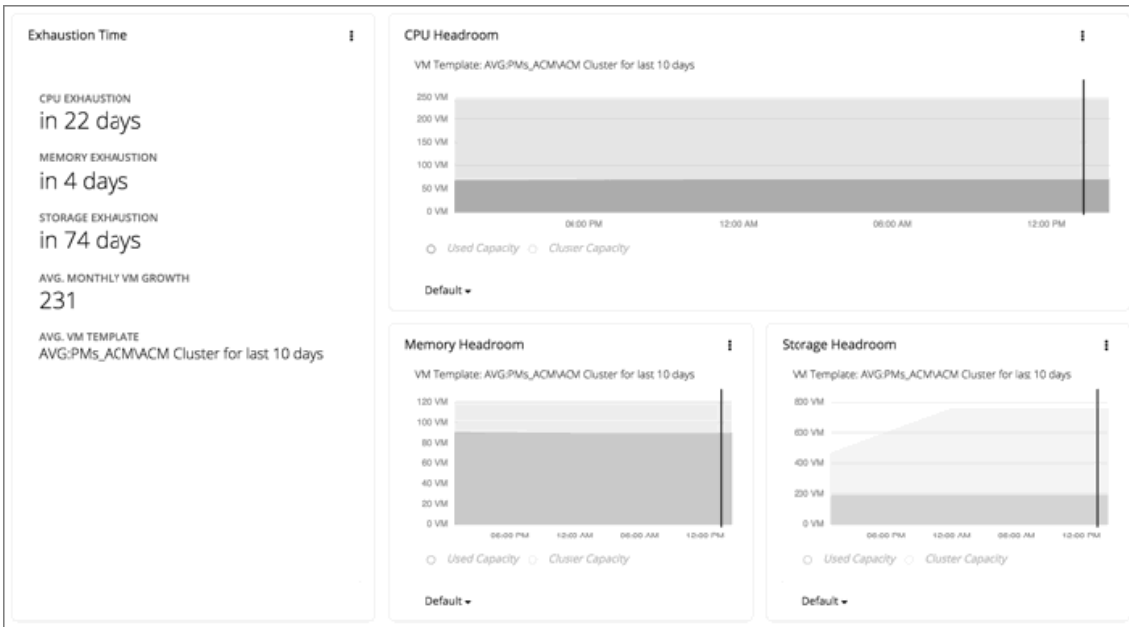 Exhaustion Time
CPU EXHAUSTION
in 22 days
MEMORY EXHAUSTION
in 4 days
STORAGE EXHAUSTION
in 74 days
AVG. MONTHLY VM GROWTH
231
AVG. VM TEMPLATE
AVG:PMs_ACM\ACM Cluster for last 10 days
CPU Headroom
VM Template: AVG:PMs_ACM\ACM Cluster for last 10 days
250 VM
200 VM
150 VM
100 VM
50 VM
0 VM
06:00 PM 12:00 AM 06:00 AM 12:00 PM
Used Capacity Cluster Capacity
Default
Memory Headroom
VM Template: AVG:PMs_ACM\ACM Cluster for last 10 days
120 VM
100 VM
80 VM
60 VM
40 VM
20 VM
0 VM
06:00 PM 12:00 AM 06:00 AM 12:00 PM
Used Capacity Cluster Capacity
Default
Storage Headroom
VM Template: AVG:PMs_ACM\ACM Cluster for last 10 days
800 VM
600 VM
400 VM
200 VM
0 VM
06:00 PM 12:00 AM 06:00 AM 12:00 PM
Used Capacity Cluster Capacity
Default